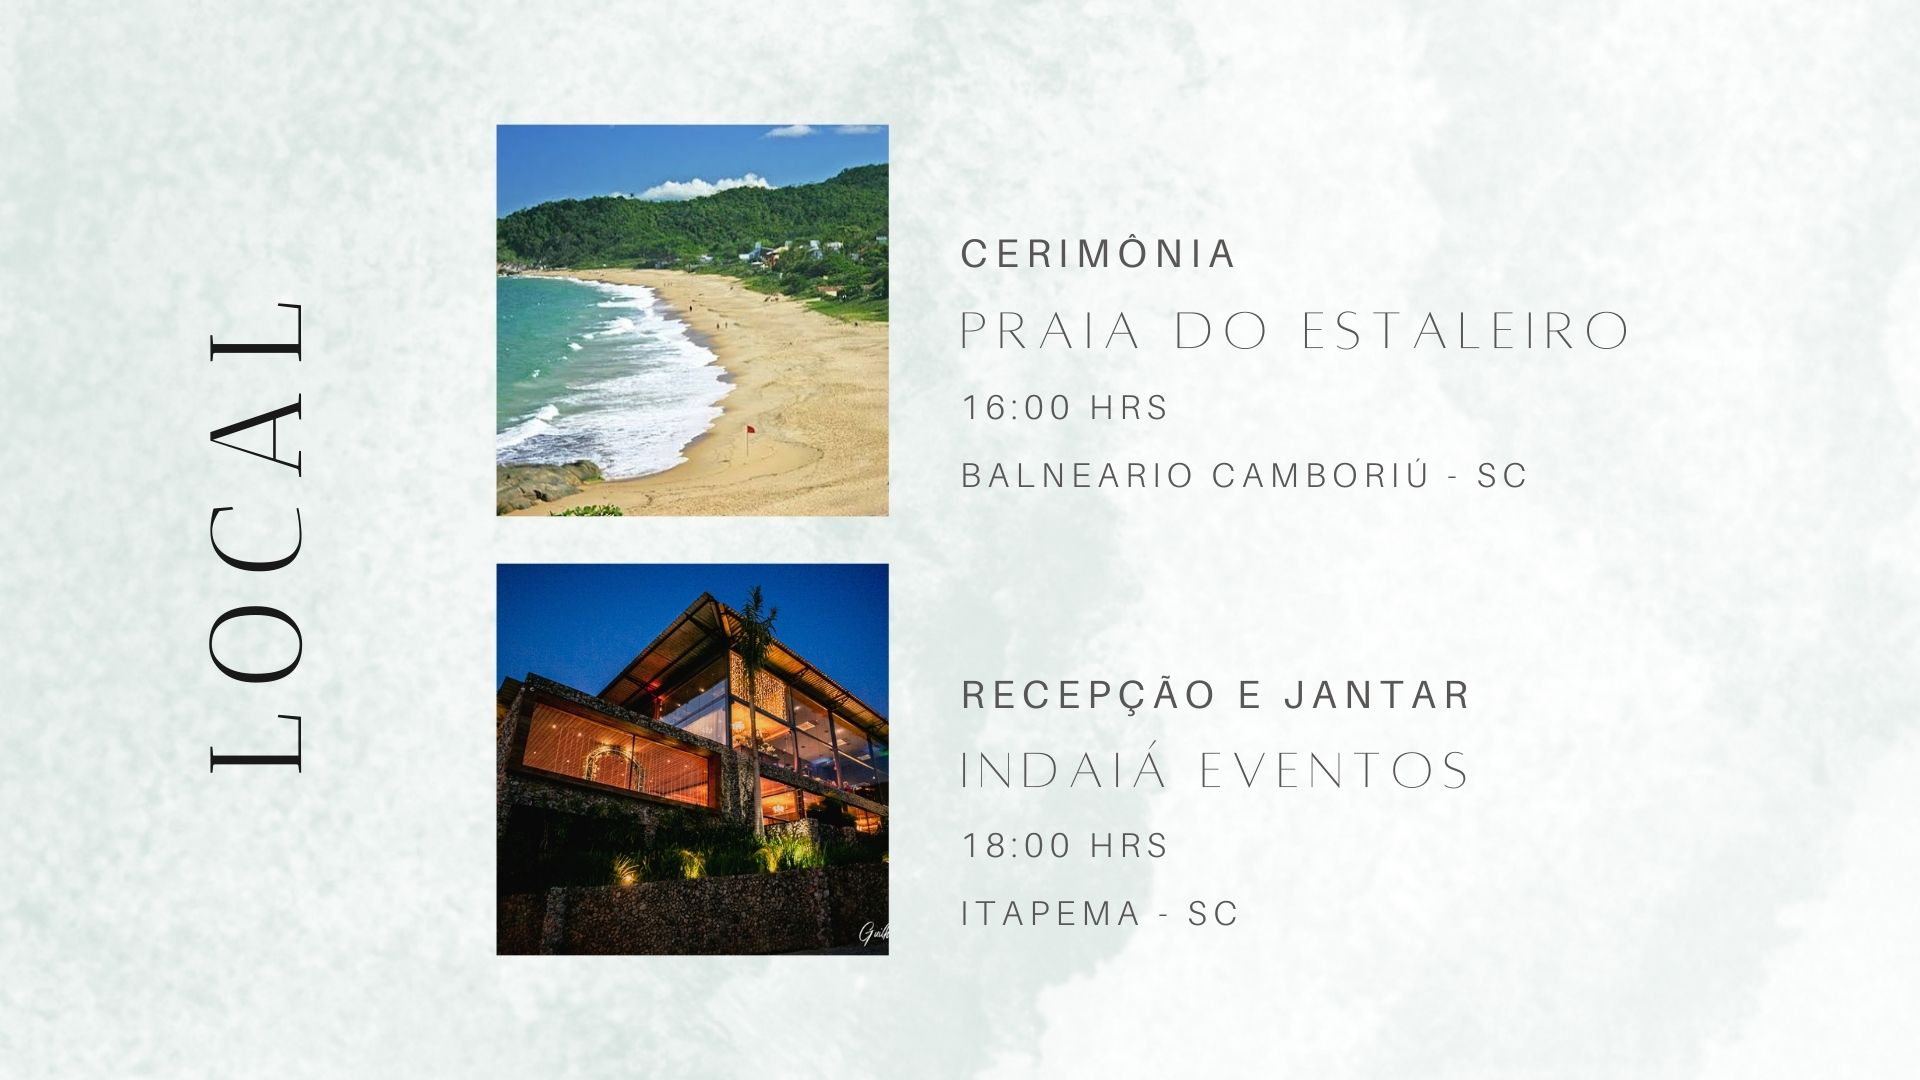 LOCAL
CERIMÔNIA
PRAIA DO ESTALEIRO
16:00 HRS
BALNEARIO CAMBORIÚ - SC
RECEPÇÃO E JANTAR
INDAIÁ EVENTOS
18:00 HRS
ITAPEMA - SC